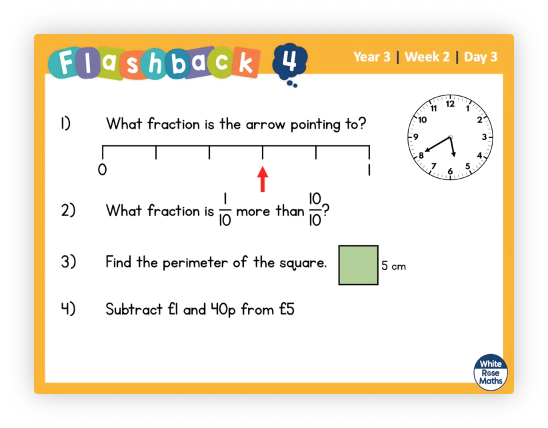 Flashback 4
Year 3 | Week 2 | Day 3
1) What fraction is the arrow pointing to?
0 1
12 1 2 3 4 5 6 7 8 9 10 11
2) What fraction is 1/10 more than 10/10?
3) Find the perimeter of the square. 5 cm
4) Subtract £1 and 40p from £5
White
Rose
Maths